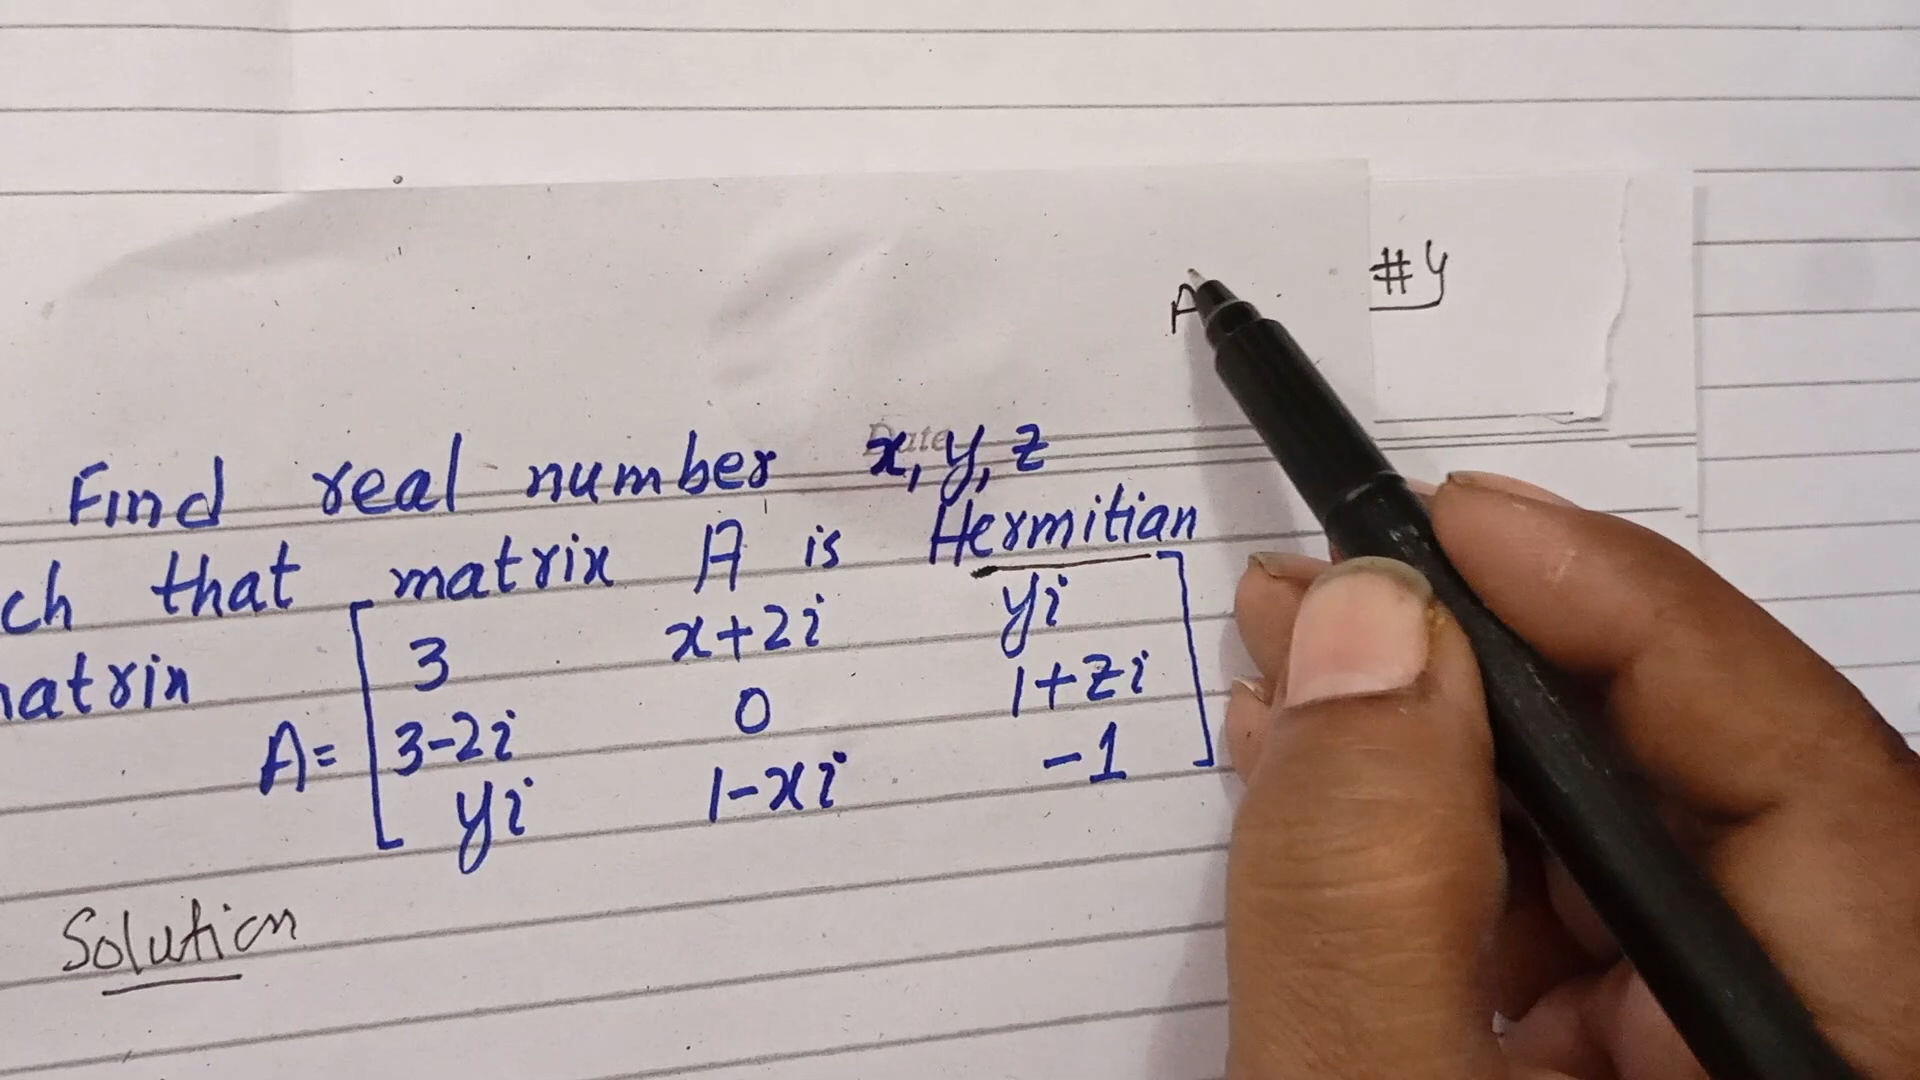 #4
A
Find real number x, y, z
ch that matrix A is Hermitian
matrix
3 x+2i yi
A= 3-2i 0 1+zi
yi 1-xi -1
Solution